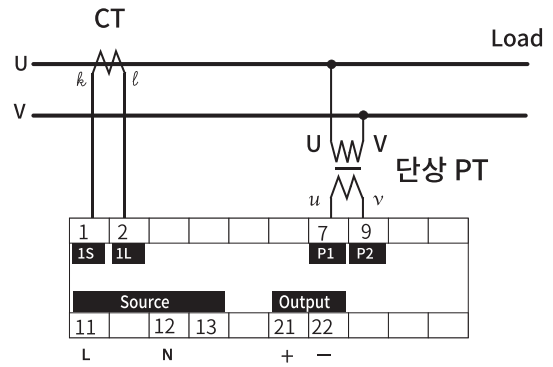 CT
Load
U
k l
V
U V
단상 PT
u v
1 2 7 9
1S 1L P1 P2
Source Output
11 12 13 21 22
L N + −